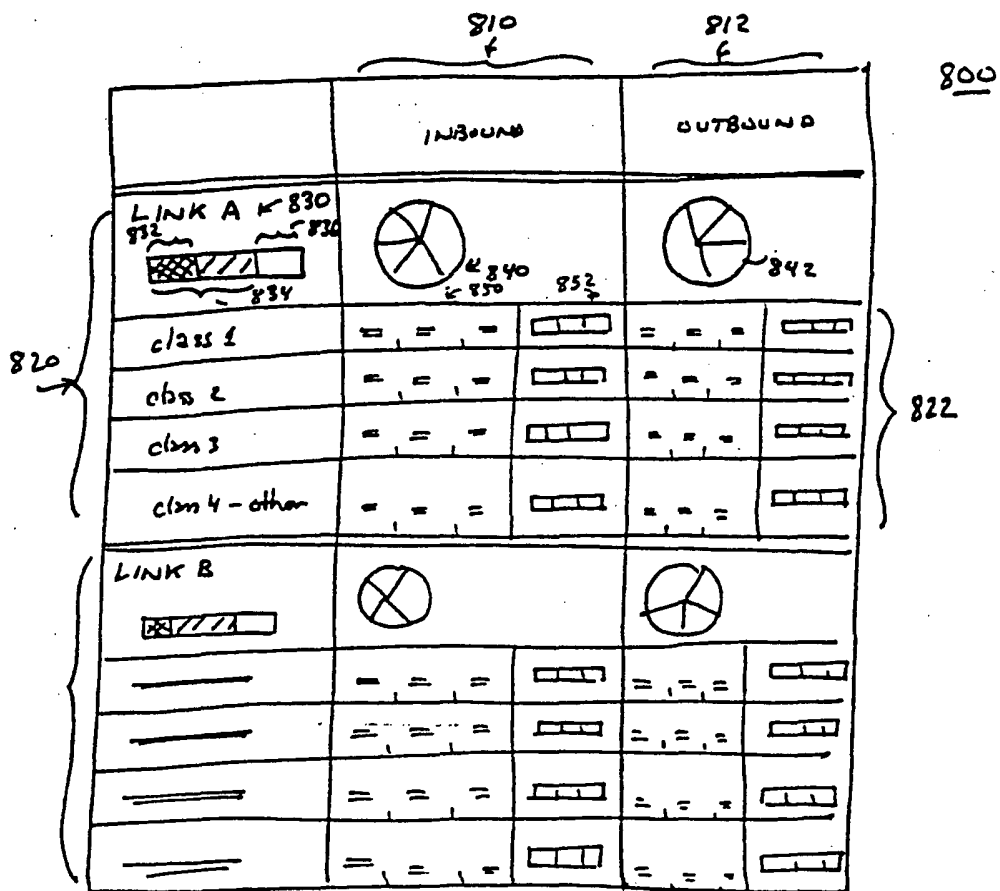 810 812
800
INBOUND OUTBOUND
LINK A 830
832 836
840 842
834 850 852
class 1
820
class 2
822
class 3
class 4 - other
LINK B